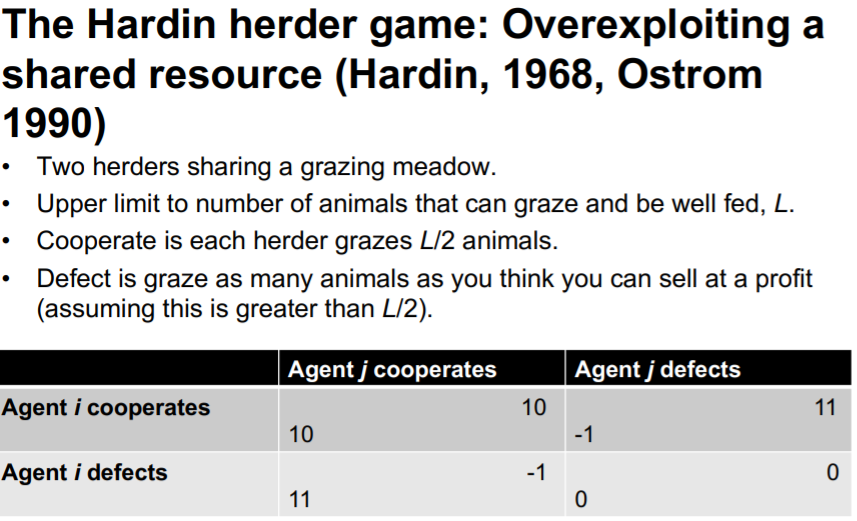 The Hardin herder game: Overexploiting a
shared resource (Hardin, 1968, Ostrom
1990)
• Two herders sharing a grazing meadow.
• Upper limit to number of animals that can graze and be well fed, L.
• Cooperate is each herder grazes L/2 animals.
• Defect is graze as many animals as you think you can sell at a profit
(assuming this is greater than L/2).
Agent j cooperates Agent j defects
Agent i cooperates 10 11
10 -1
Agent i defects -1 0
11 0